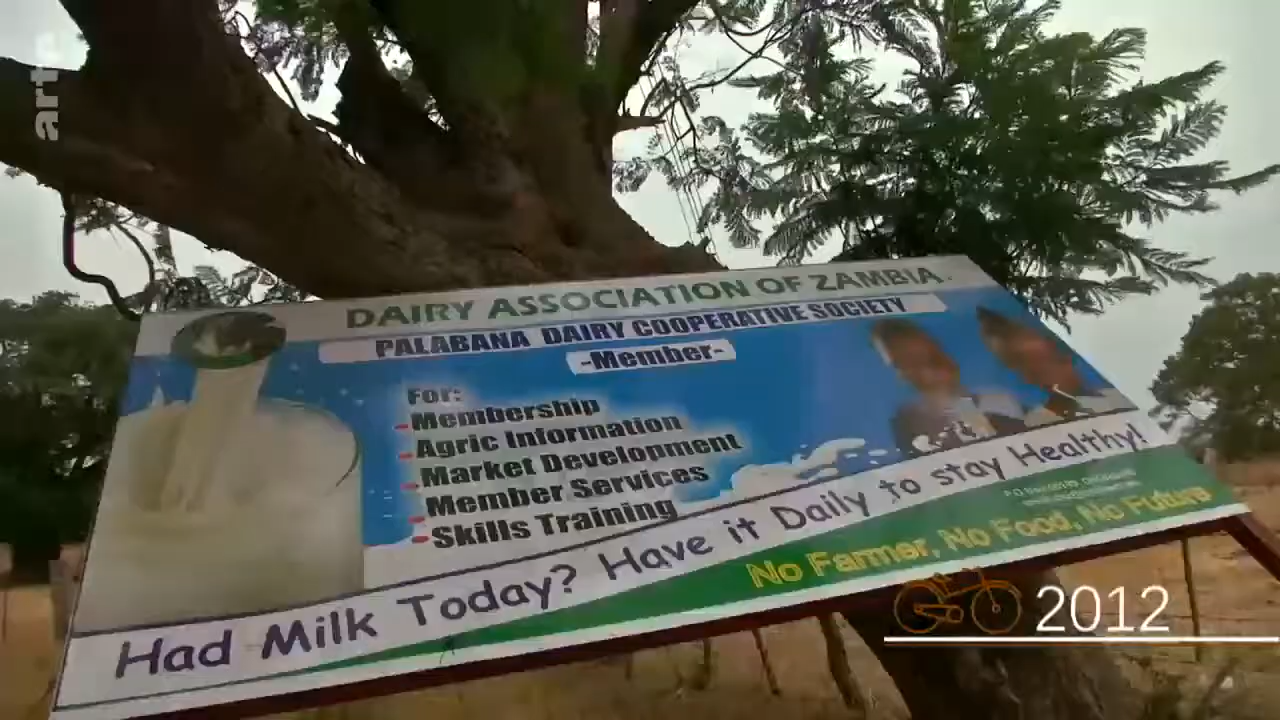 arte
DAIRY ASSOCIATION OF ZAMBIA
PALABANA DAIRY COOPERATIVE SOCIETY
-Member-
For:
-Membership
-Agric Information
-Market Development
-Member Services
-Skills Training
Had Milk Today? Have it Daily to stay Healthy!
No Farmer, No Food, No Future
2012